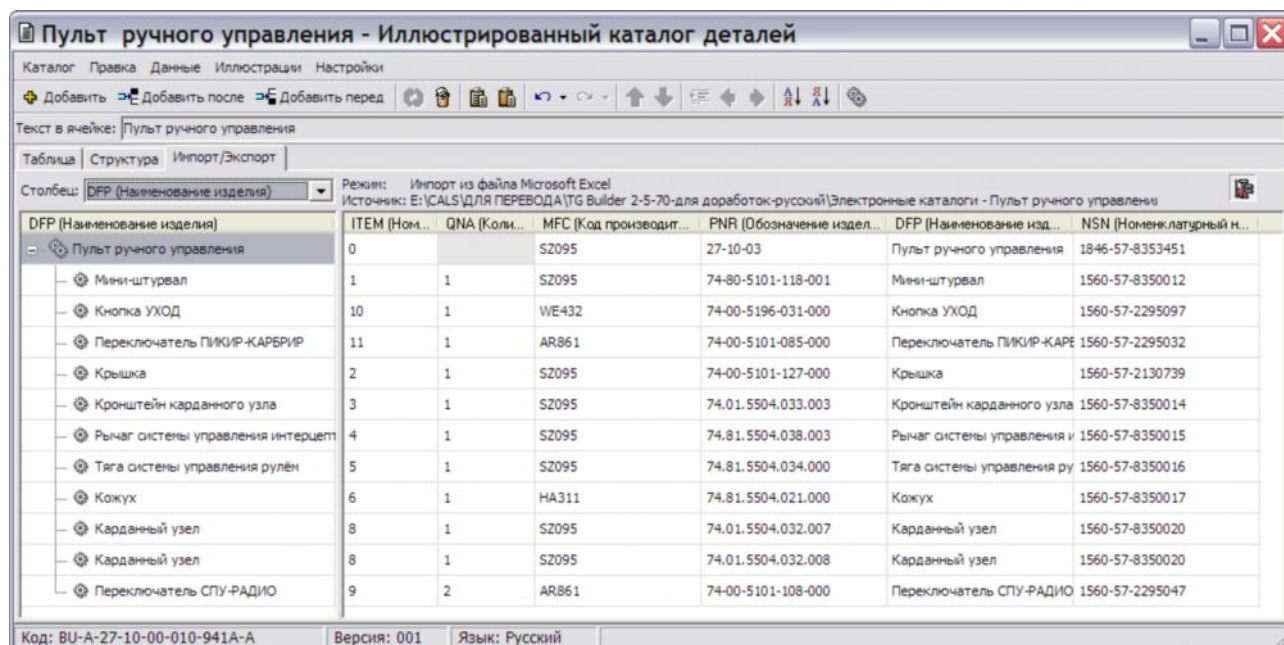 Пульт ручного управления - Иллюстрированный каталог деталей
Каталог Правка Данные Иллюстрации Настройки
Добавить Добавить после Добавить перед
Текст в ячейке: Пульт ручного управления
Таблица Структура Импорт/Экспорт
Столбец: DFP (Наименование изделия)
Режим: Импорт из файла Microsoft Excel
Источник: E:\CALS\ДЛЯ ПЕРЕВОДА\TG Builder 2-5-70-для доработок-русский\Электронные каталоги - Пульт ручного управлени
DFP (Наименование изделия) ITEM (Ном... QNA (Коли... MFC (Код производит... PNR (Обозначение издел... DFP (Наименование изд... NSN (Номенклатурный н...
Пульт ручного управления 0 SZ095 27-10-03 Пульт ручного управления 1846-57-8353451
Мини-штурвал 1 1 SZ095 74-80-5101-118-001 Мини-штурвал 1560-57-8350012
Кнопка УХОД 10 1 WE432 74-00-5196-031-000 Кнопка УХОД 1560-57-2295097
Переключатель ПИКИР-КАРБРИР 11 1 AR861 74-00-5101-085-000 Переключатель ПИКИР-КАРБ 1560-57-2295032
Крышка 2 1 SZ095 74-00-5101-127-000 Крышка 1560-57-2130739
Кронштейн карданного узла 3 1 SZ095 74.01.5504.033.003 Кронштейн карданного узла 1560-57-8350014
Рычаг системы управления интерцепт 4 1 SZ095 74.81.5504.038.003 Рычаг системы управления и 1560-57-8350015
Тяга системы управления рулём 5 1 SZ095 74.81.5504.034.000 Тяга системы управления ру 1560-57-8350016
Кожух 6 1 HA311 74.81.5504.021.000 Кожух 1560-57-8350017
Карданный узел 8 1 SZ095 74.01.5504.032.007 Карданный узел 1560-57-8350020
Карданный узел 8 1 SZ095 74.01.5504.032.008 Карданный узел 1560-57-8350020
Переключатель СПУ-РАДИО 9 2 AR861 74-00-5101-108-000 Переключатель СПУ-РАДИО 1560-57-2295047
Код: BU-A-27-10-00-010-941A-A Версия: 001 Язык: Русский